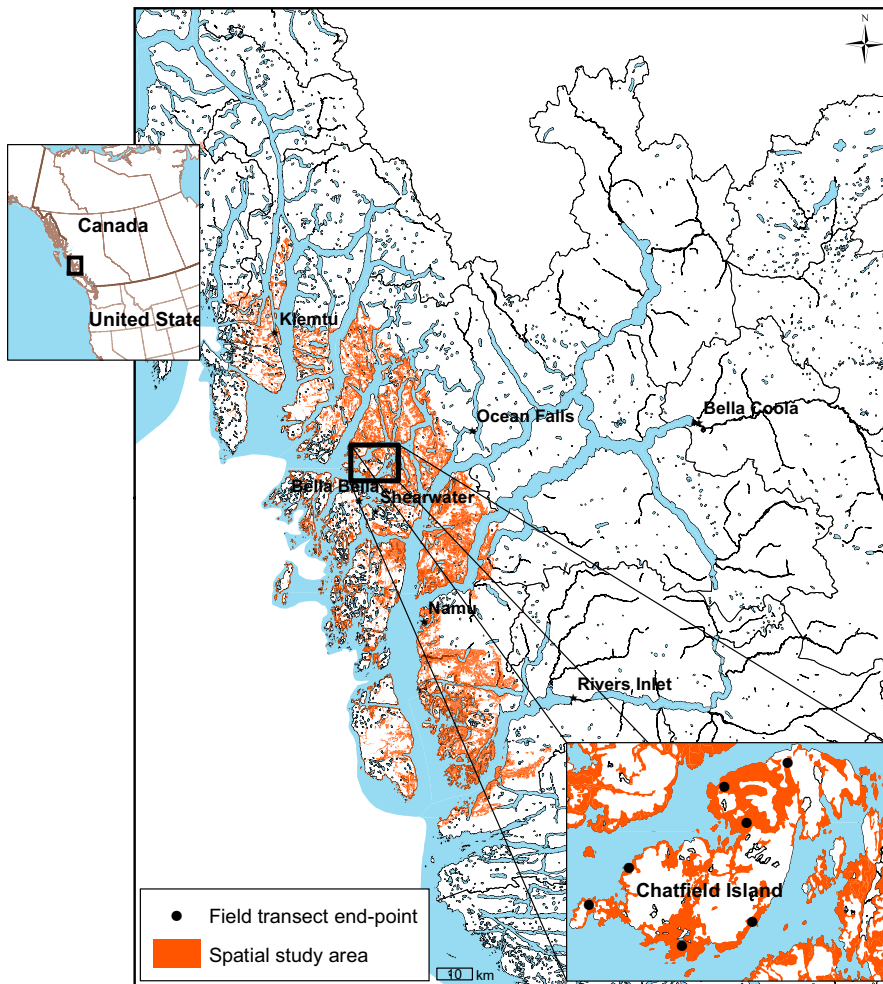 N
Canada
United State
Klemtu
Ocean Falls
Bella Coola
Bella Bella
Shearwater
Namu
Rivers Inlet
Chatfield Island
Field transect end-point
Spatial study area
10 km